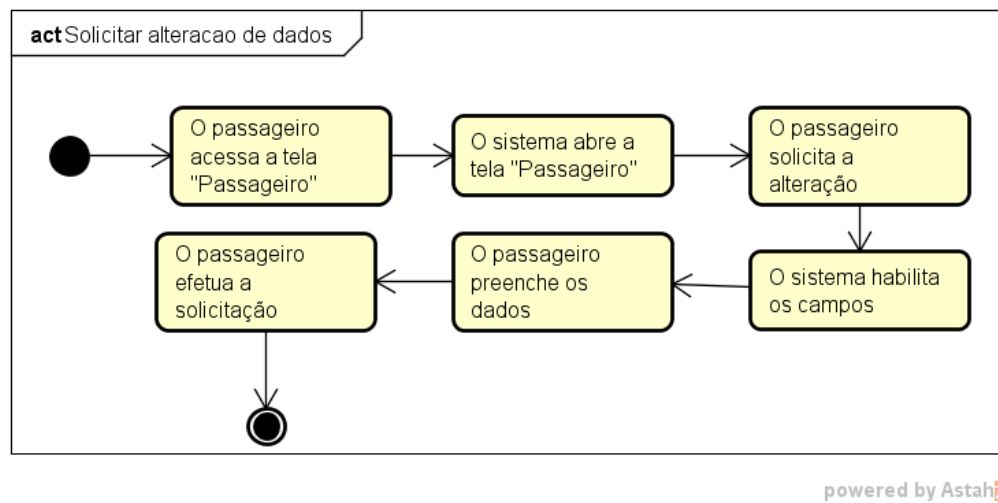 act Solicitar alteracao de dados
O passageiro
acessa a tela
"Passageiro"
O sistema abre a
tela "Passageiro"
O passageiro
solicita a
alteração
O sistema habilita
os campos
O passageiro
preenche os
dados
O passageiro
efetua a
solicitação
powered by Astah